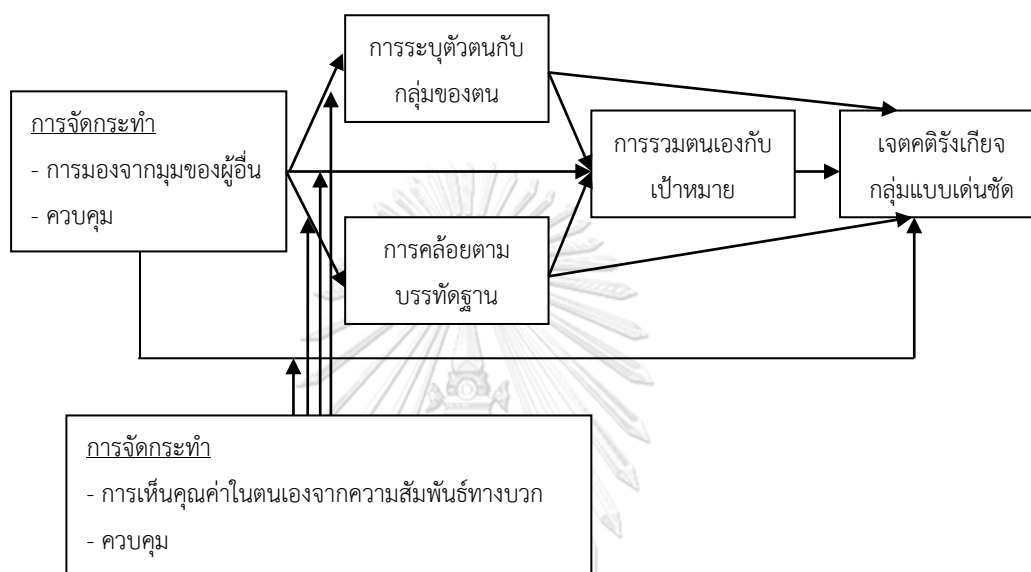 การระบุตัวตนกับ
กลุ่มของตน
การจัดกระทำ
- การมองจากมุมของผู้อื่น
- ควบคุม
การรวมตนเองกับ
เป้าหมาย
เจตคติรังเกียจ
กลุ่มแบบเด่นชัด
การคล้อยตาม
บรรทัดฐาน
การจัดกระทำ
- การเห็นคุณค่าในตนเองจากความสัมพันธ์ทางบวก
- ควบคุม